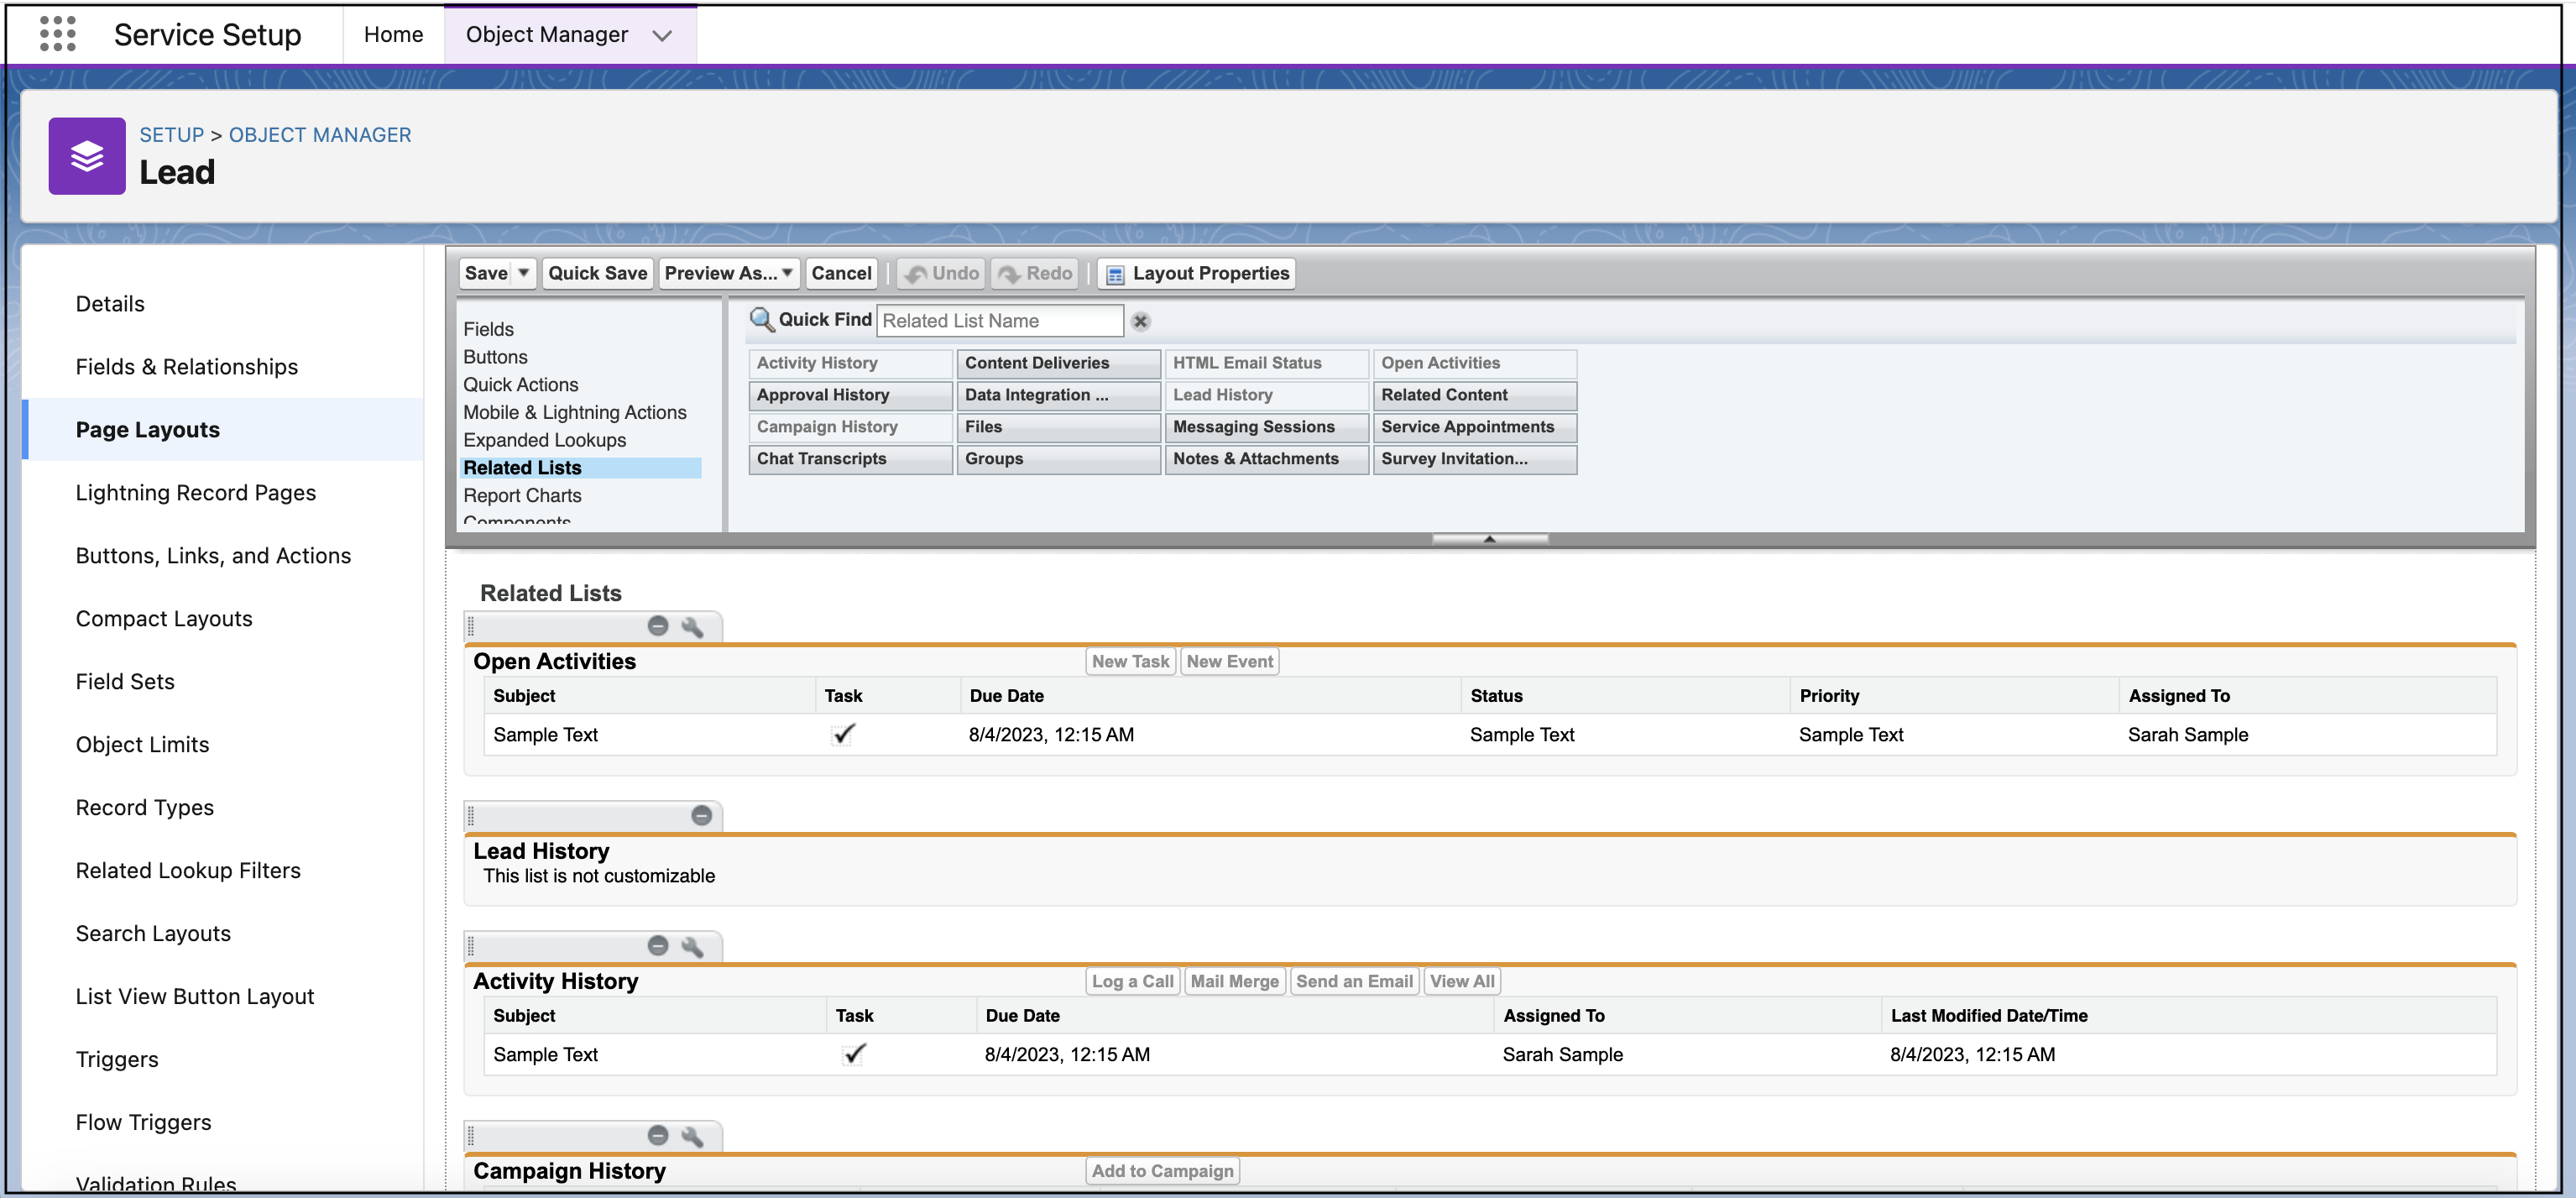 Service Setup
Home
Object Manager
SETUP > OBJECT MANAGER
Lead
Details
Fields & Relationships
Page Layouts
Lightning Record Pages
Buttons, Links, and Actions
Compact Layouts
Field Sets
Object Limits
Record Types
Related Lookup Filters
Search Layouts
List View Button Layout
Triggers
Flow Triggers
Validation Rules
Save Quick Save Preview As... Cancel Undo Redo Layout Properties
Fields
Buttons
Quick Actions
Mobile & Lightning Actions
Expanded Lookups
Related Lists
Report Charts
Components
Quick Find Related List Name
Activity History Content Deliveries HTML Email Status Open Activities
Approval History Data Integration ... Lead History Related Content
Campaign History Files Messaging Sessions Service Appointments
Chat Transcripts Groups Notes & Attachments Survey Invitation...
Related Lists
Open Activities New Task New Event
Subject Task Due Date Status Priority Assigned To
Sample Text 8/4/2023, 12:15 AM Sample Text Sample Text Sarah Sample
Lead History
This list is not customizable
Activity History Log a Call Mail Merge Send an Email View All
Subject Task Due Date Assigned To Last Modified Date/Time
Sample Text 8/4/2023, 12:15 AM Sarah Sample 8/4/2023, 12:15 AM
Campaign History Add to Campaign